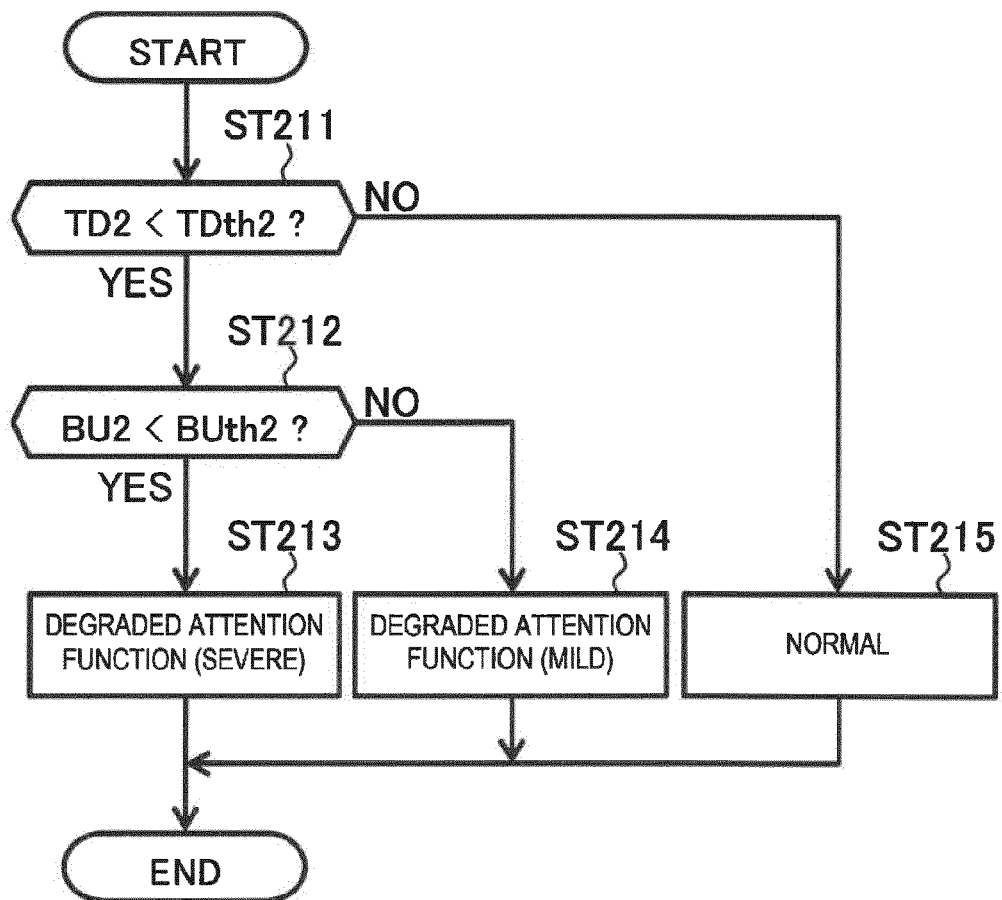 START
ST211
TD2 < TDth2 ?
NO
YES
ST212
BU2 < BUth2 ?
NO
YES
ST213
ST214
ST215
DEGRADED ATTENTION
FUNCTION (SEVERE)
DEGRADED ATTENTION
FUNCTION (MILD)
NORMAL
END